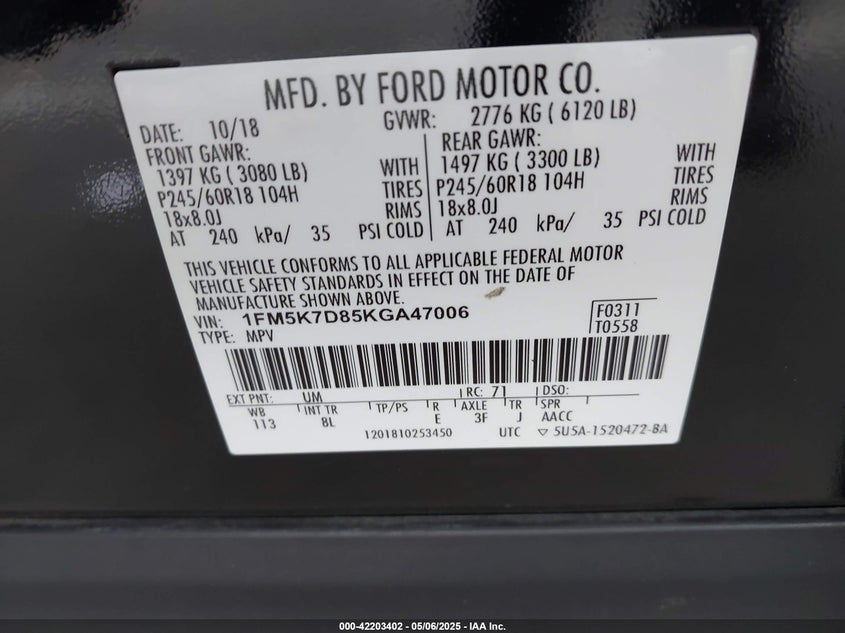 MFD. BY FORD MOTOR CO.
DATE: 10/18 GVWR: 2776 KG ( 6120 LB)
FRONT GAWR: REAR GAWR:
1397 KG ( 3080 LB) WITH 1497 KG ( 3300 LB) WITH
P245/60R18 104H TIRES P245/60R18 104H TIRES
18x8.0J RIMS 18x8.0J RIMS
AT 240 kPa/ 35 PSI COLD AT 240 kPa/ 35 PSI COLD
THIS VEHICLE CONFORMS TO ALL APPLICABLE FEDERAL MOTOR
VEHICLE SAFETY STANDARDS IN EFFECT ON THE DATE OF
MANUFACTURE SHOWN ABOVE.
VIN: 1FM5K7D85KGA47006 F0311
TYPE: MPV T0558
EXT PNT: UM RC: 71 DSO:
WB INT TR TP/PS R AXLE TR SPR
113 8L E 3F J AACC
1201810253450 UTC ▽ 5U5A-1520472-BA
000-42203402 - 05/06/2025 - IAA Inc.